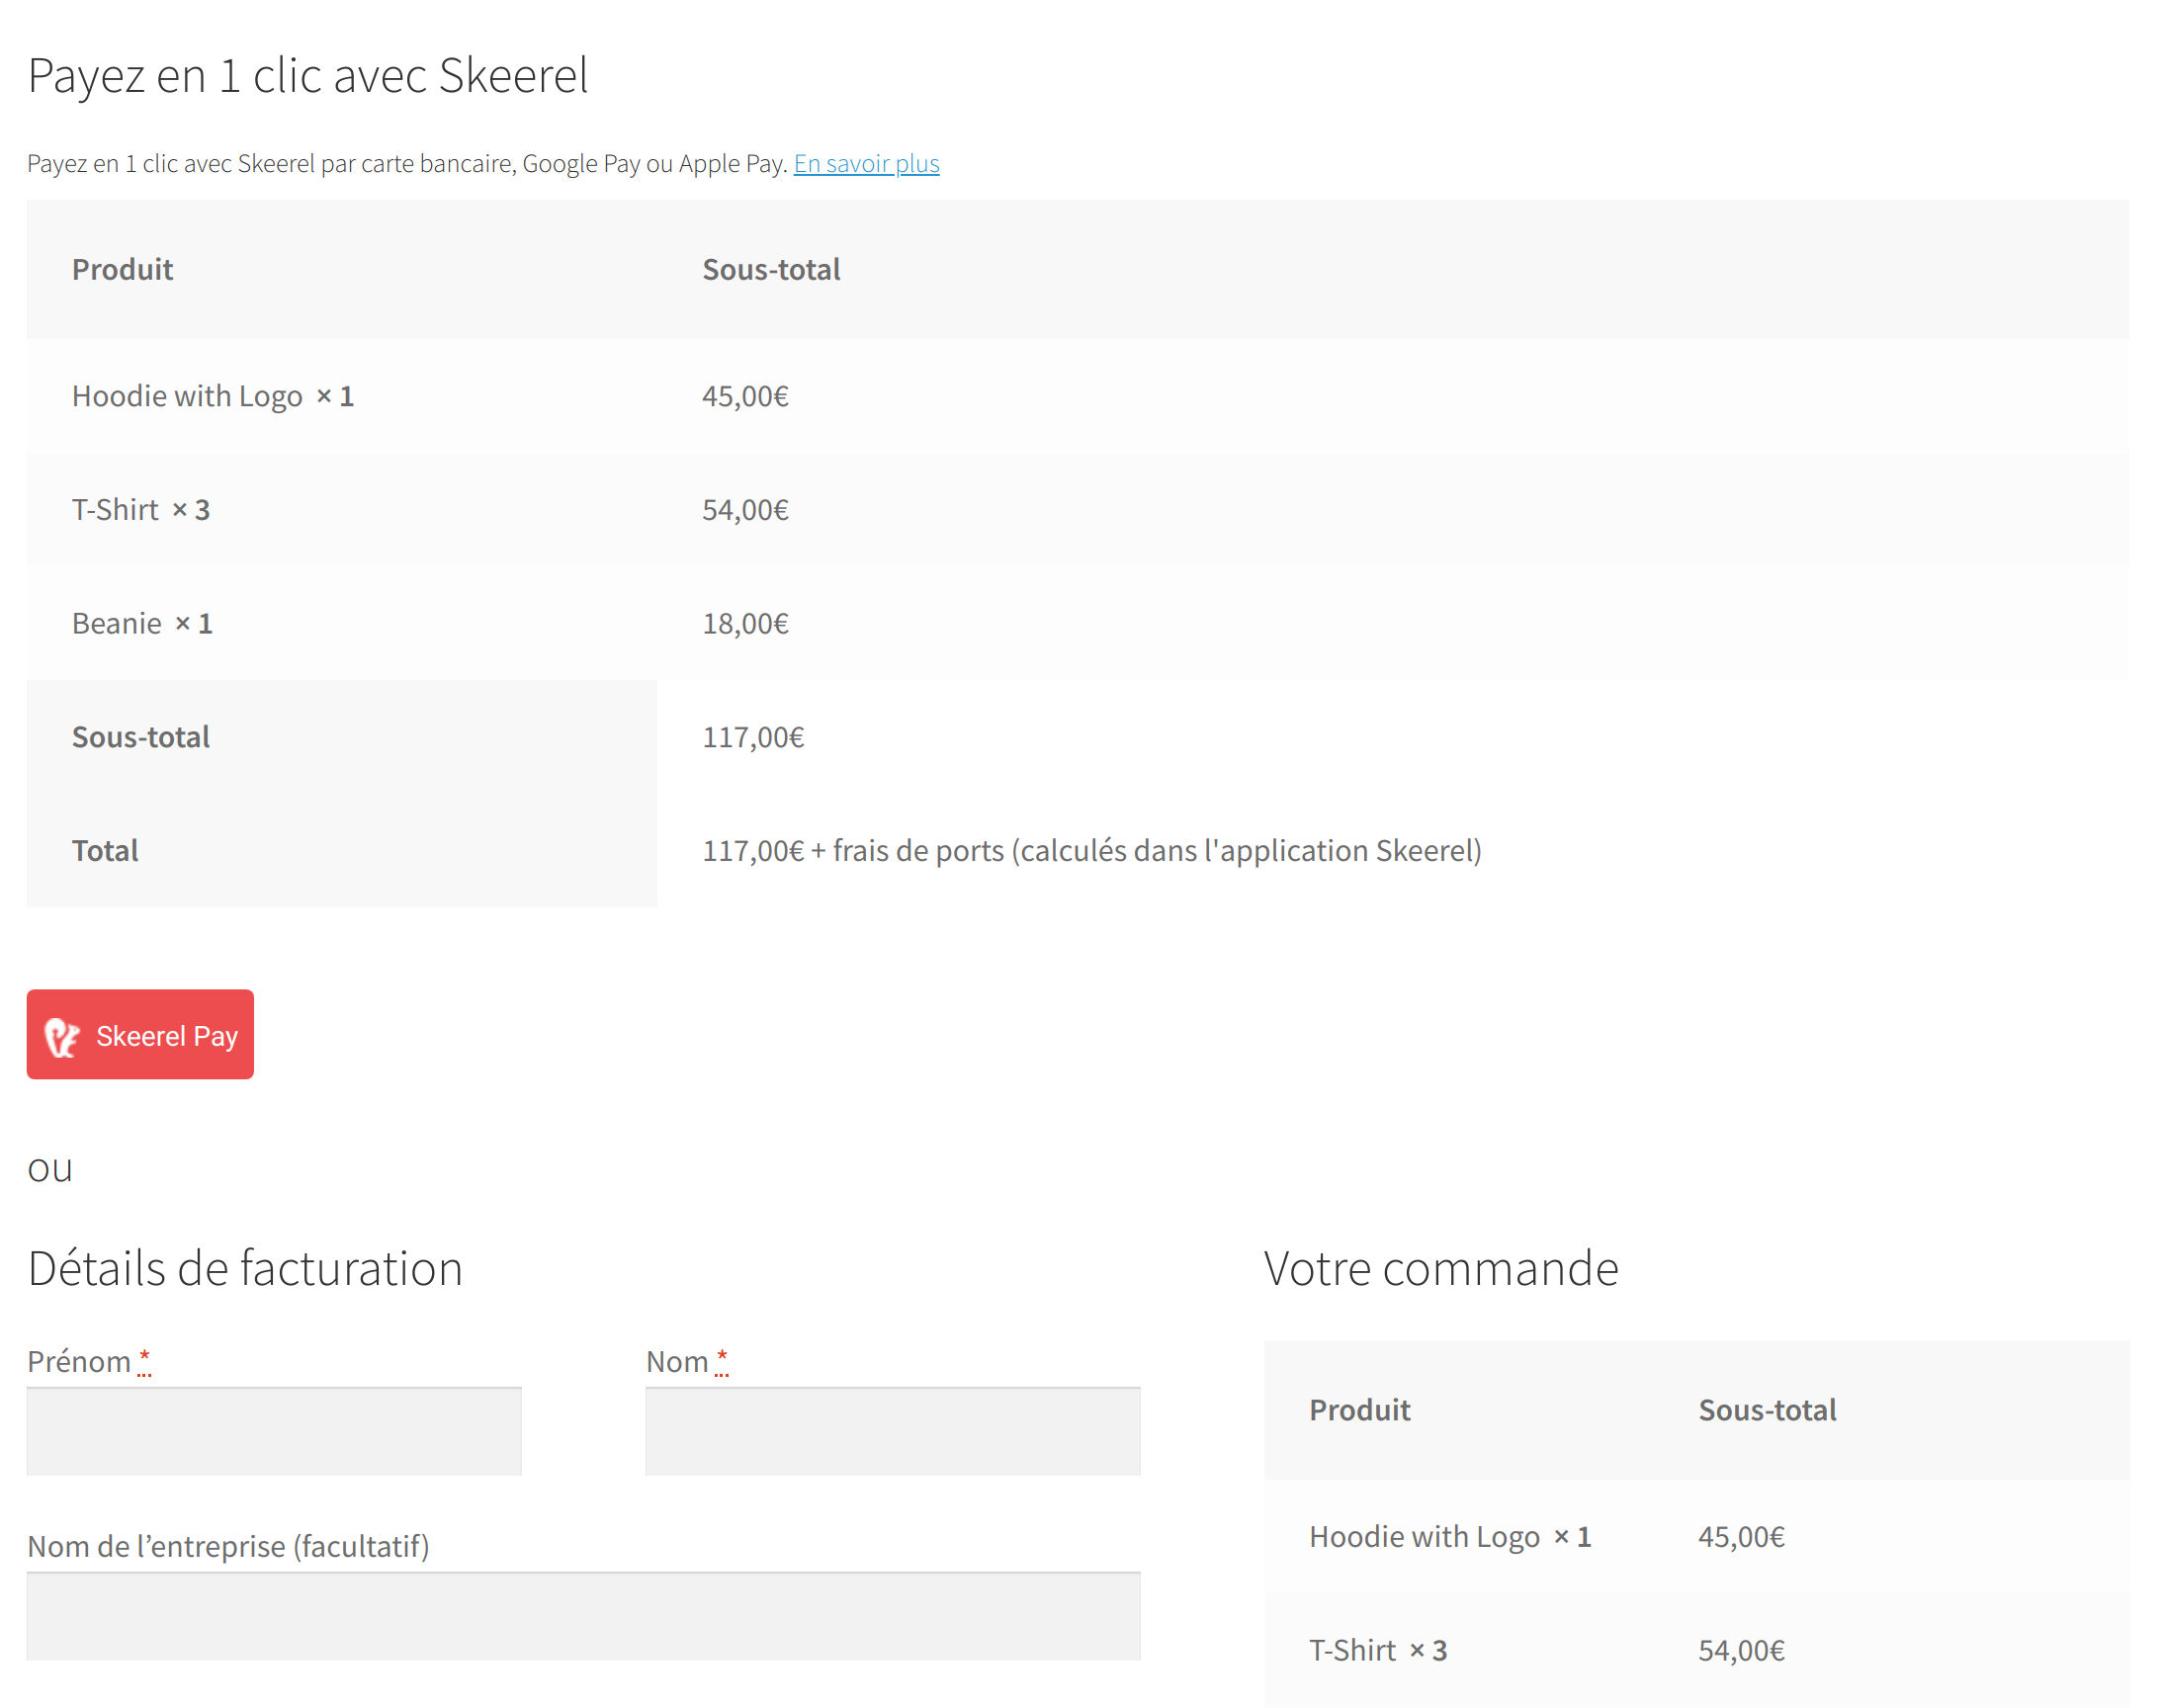 Payez en 1 clic avec Skeerel
Payez en 1 clic avec Skeerel par carte bancaire, Google Pay ou Apple Pay. En savoir plus
Produit Sous-total
Hoodie with Logo × 1 45,00€
T-Shirt × 3 54,00€
Beanie × 1 18,00€
Sous-total 117,00€
Total 117,00€ + frais de ports (calculés dans l'application Skeerel)
Skeerel Pay
ou
Détails de facturation
Prénom *
Nom *
Nom de l’entreprise (facultatif)
Votre commande
Produit Sous-total
Hoodie with Logo × 1 45,00€
T-Shirt × 3 54,00€